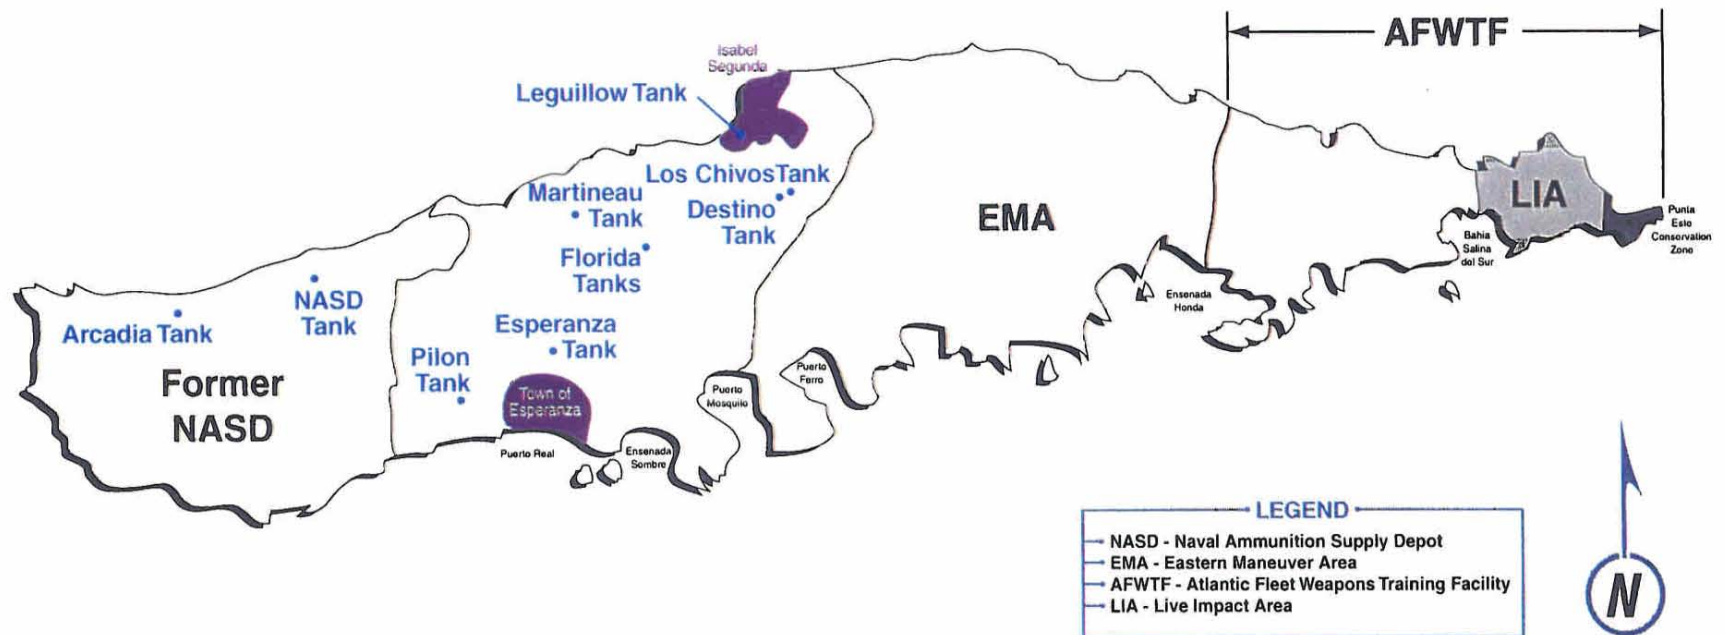 AFWTF
Isabel
Segunda
Leguillow Tank
Los ChivosTank
Martineau
Tank
Destino
Tank
Florida
Tanks
EMA
LIA
Punta
Este
Conservation
Zone
Bahia
Salina
del Sur
Ensenada
Honda
NASD
Tank
Arcadia Tank
Former
NASD
Esperanza
Tank
Pilon
Tank
Town of
Esperanza
Puerto
Ferro
Puerto
Mosquito
Puerto Real
Ensenada
Sombre
LEGEND
NASD - Naval Ammunition Supply Depot
EMA - Eastern Maneuver Area
AFWTF - Atlantic Fleet Weapons Training Facility
LIA - Live Impact Area
N